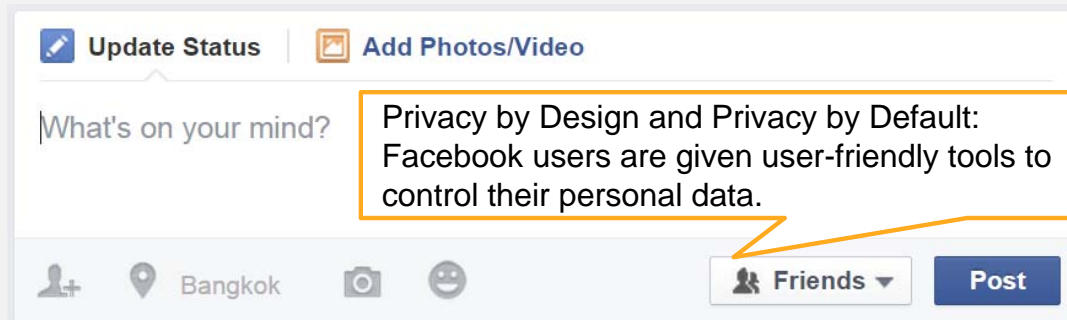 Update Status Add Photos/Video
What's on your mind?
Privacy by Design and Privacy by Default:
Facebook users are given user-friendly tools to
control their personal data.
Bangkok Friends Post